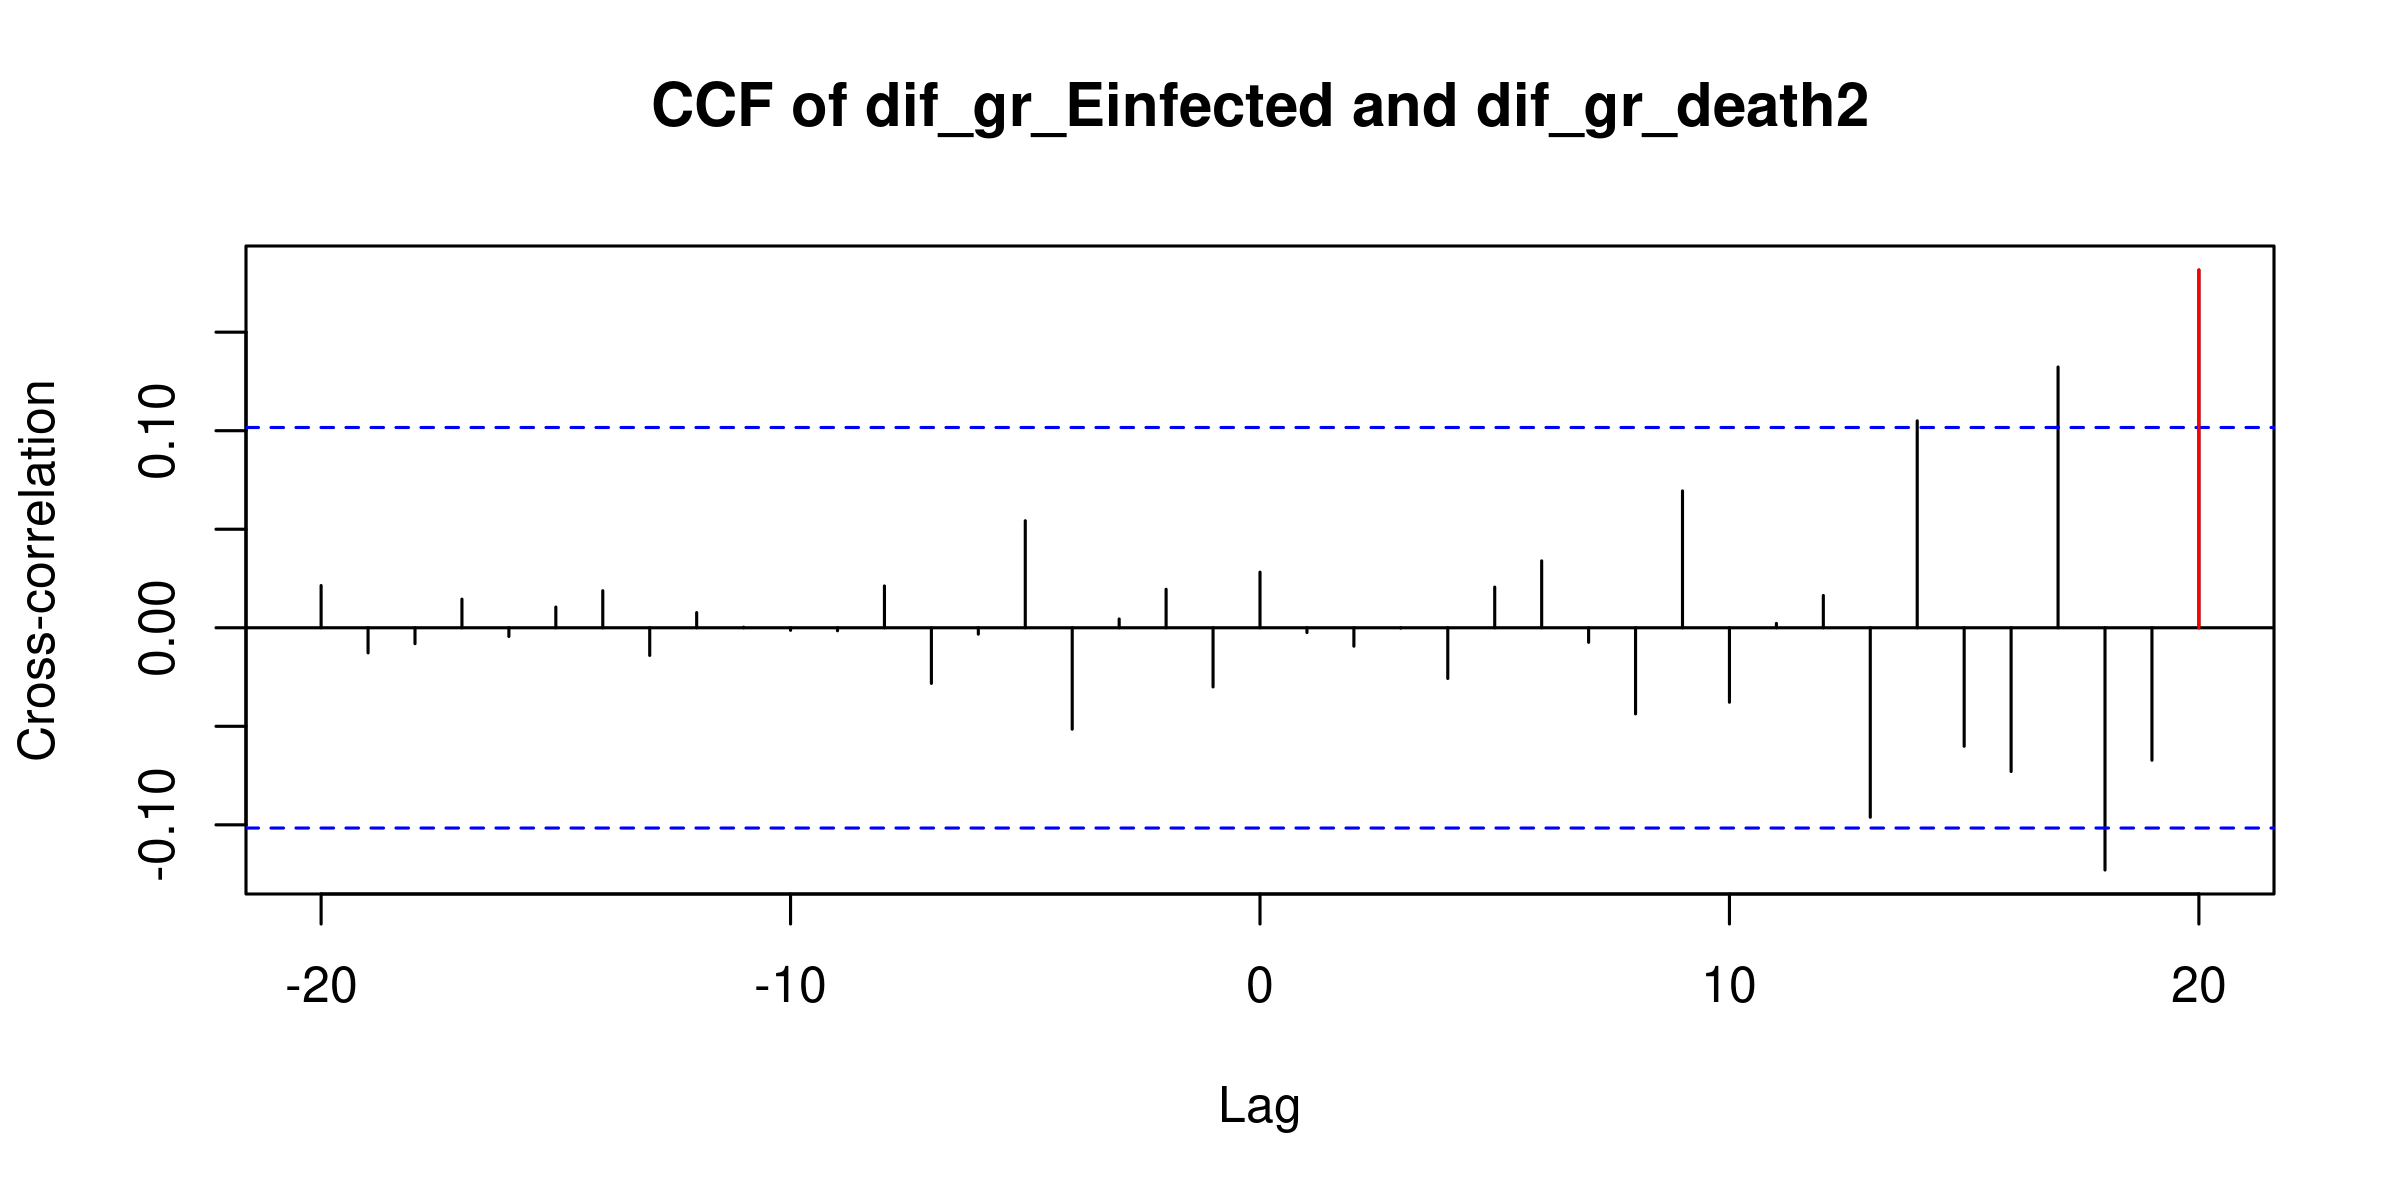 CCF of dif_gr_Einfected and dif_gr_death2
Cross-correlation
0.10
0.00
-0.10
-20 -10 0 10 20
Lag